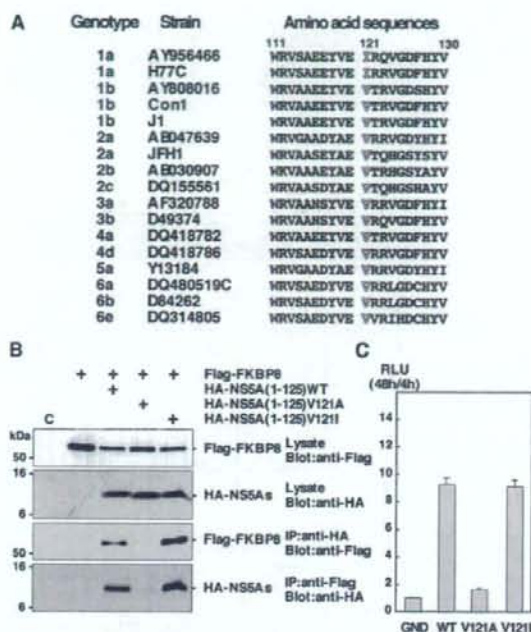 A
Genotype Strain Amino acid sequences
111 121 130
1a AY956466 WRVSAEEYVE IRQVGDFHYV
1a H77C WRVSAEEYVE IRRVGDFHYV
1b AY808016 WRVAAEEYVE VTRVGDSHYV
1b Con1 WRVAAEEYVE VTRVGDFHYV
1b J1 WRVAAEEYVE VTRVGDFHYV
2a AB047639 WRVGAADYAE VRRVGDYHYI
2a JFH1 WRVAASEYAE VTQHGSYSYV
2b AB030907 WRVAAAEYAE VTRHGSYAYV
2c DQ155561 WRVAASDYAE VTQHGSHAYV
3a AF320788 WRVAANSYVE VRRVGDFHYI
3b D49374 WRVAANSYVE VRQVGDFHYV
4a DQ418782 WRVAAEEYVE VTRVGDFHYV
4d DQ418786 WRVAAEEYVE VRRVGDFHYV
5a Y13184 WRVGAADYAE VRRVGDYHYI
6a DQ480519C WRVSAEDYVE VRRLGDCHYV
6b D84262 WRVSAEDYVE VRRLGDCHYV
6e DQ314805 WRVSAEDYVE VVRIHDCHYV
B
+ + + + Flag-FKBP8
+ HA-NS5A(1-125)WT
+ HA-NS5A(1-125)V121A
C + HA-NS5A(1-125)V121I
kDa
50 Flag-FKBP8 Lysate
Blot:anti-Flag
16
6 HA-NS5As Lysate
Blot:anti-HA
50 Flag-FKBP8 IP:anti-HA
Blot:anti-Flag
16
6 HA-NS5As IP:anti-Flag
Blot:anti-HA
C
RLU
(48h/4h)
14
12
10
8
6
4
2
0
GND WT V121A V121I